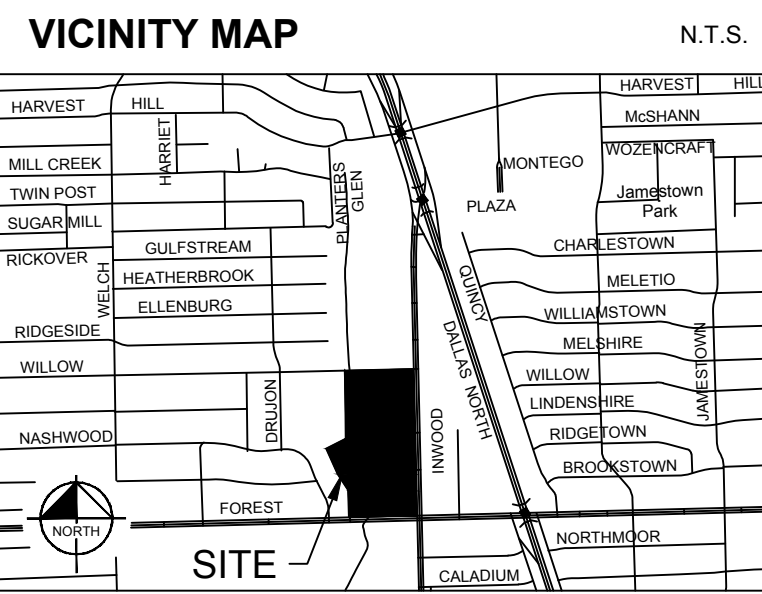 VICINITY MAP
N.T.S.
HARVEST HILL
HARVEST HILL
McSHANN
HARRIET
WOZENCRAFT
MILL CREEK
MONTEGO
PLANTERS
GLEN
TWIN POST
Jamestown
Park
PLAZA
SUGAR MILL
CHARLESTOWN
GULFSTREAM
RICKOVER
WELCH
HEATHERBROOK
QUINCY
MELETIO
ELLENBURG
WILLIAMSTOWN
RIDGESIDE
DALLAS NORTH
MELSHIRE
JAMESTOWN
WILLOW
WILLOW
DRUJON
LINDENSHIRE
INWOOD
NASHWOOD
RIDGETOWN
BROOKSTOWN
FOREST
NORTH
NORTHMOOR
SITE
CALADIUM